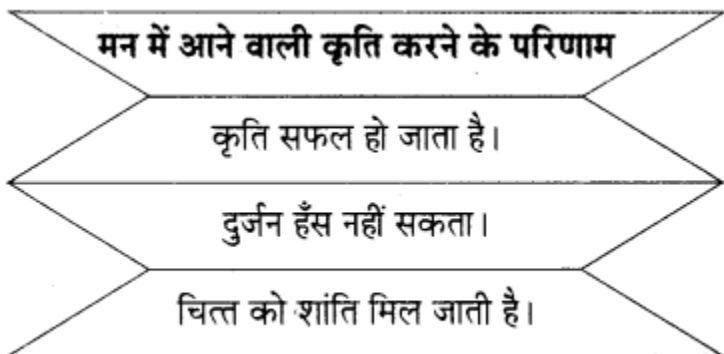 मन में आने वाली कृति करने के परिणाम
कृति सफल हो जाता है।
दुर्जन हँस नहीं सकता।
चित्त को शांति मिल जाती है।